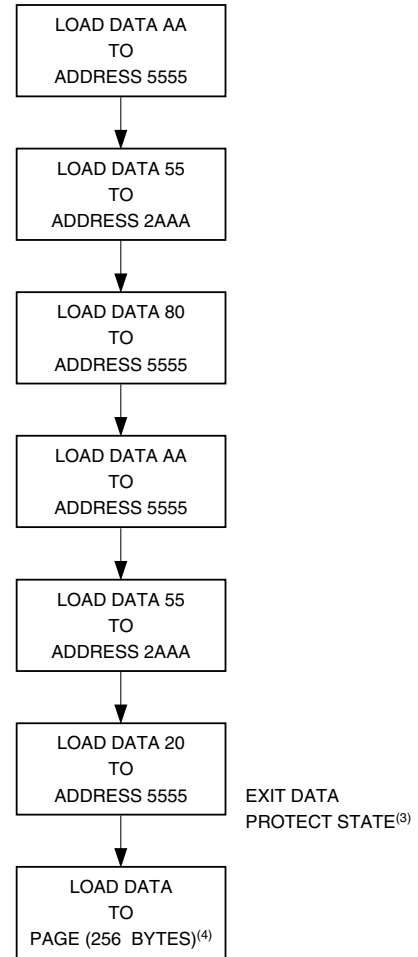 LOAD DATA AA
TO
ADDRESS 5555
LOAD DATA 55
TO
ADDRESS 2AAA
LOAD DATA 80
TO
ADDRESS 5555
LOAD DATA AA
TO
ADDRESS 5555
LOAD DATA 55
TO
ADDRESS 2AAA
LOAD DATA 20
TO
ADDRESS 5555
EXIT DATA
PROTECT STATE(3)
LOAD DATA
TO
PAGE (256 BYTES)(4)